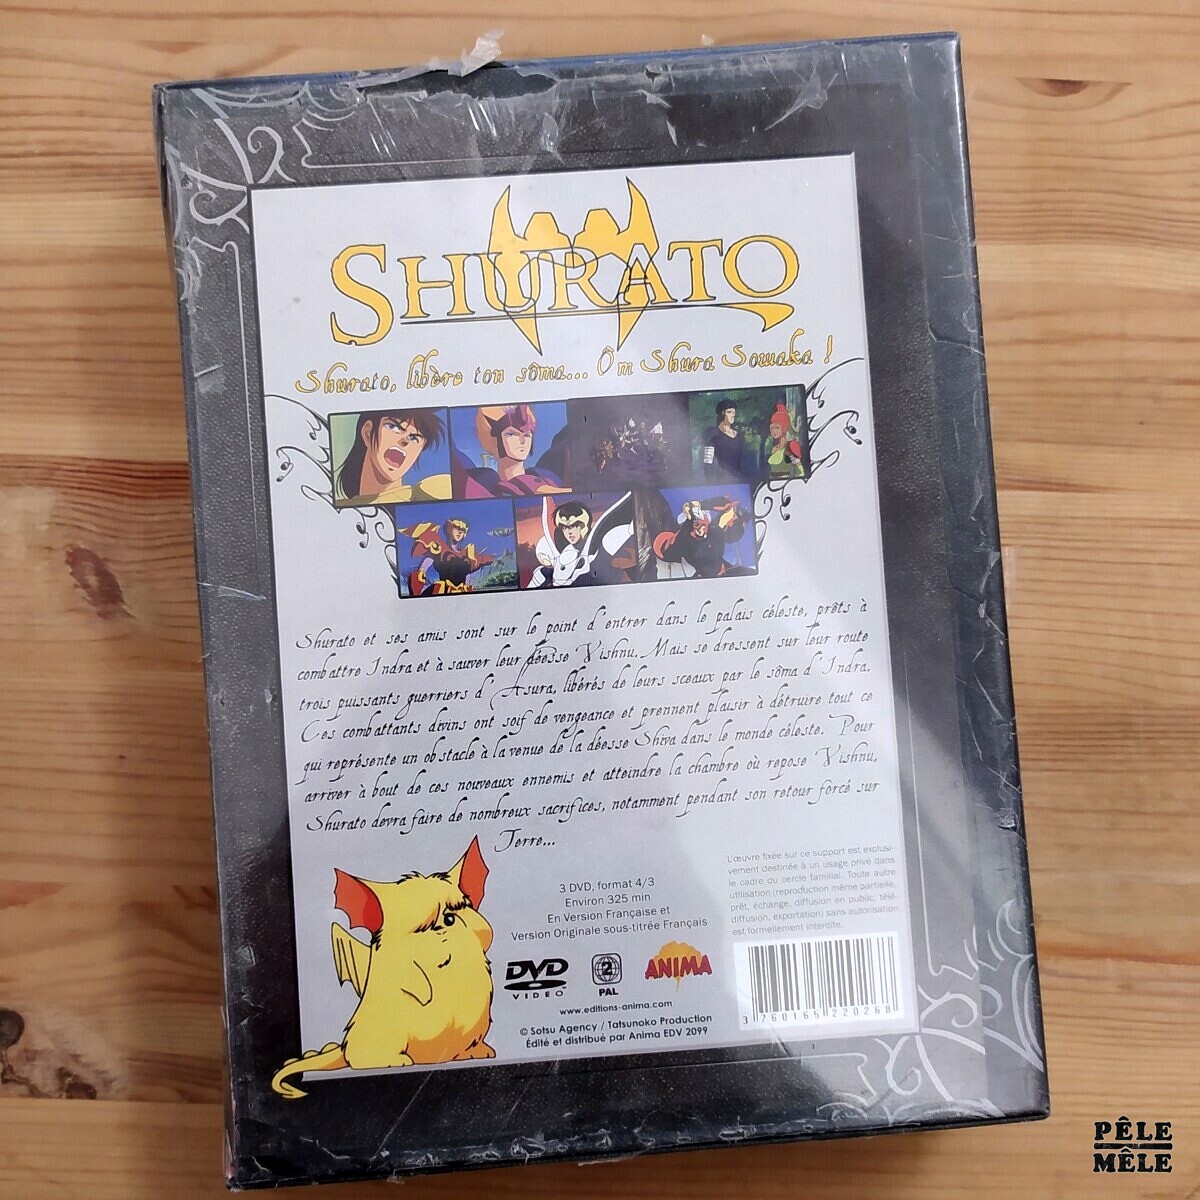 SHURATO
Shurato, libère ton sôma... Ôm Shura Sowaka !
Shurato et ses amis sont sur le point d'entrer dans le palais céleste, prêts à
combattre Indra et à sauver leur déesse Vishnu. Mais se dressent sur leur route
trois puissants guerriers d'Asura, libérés de leurs sceaux par le sôma d'Indra.
Ces combattants divins ont soif de vengeance et prennent plaisir à détruire tout ce
qui représente un obstacle à la venue de la déesse Shiva dans le monde céleste. Pour
arriver à bout de ces nouveaux ennemis et atteindre la chambre où repose Vishnu,
Shurato devra faire de nombreux sacrifices, notamment pendant son retour forcé sur
Terre...
3 DVD, format 4/3
Environ 325 min
En Version Française et
Version Originale sous-titrée Français
DVD
VIDEO
2
PAL
ANIMA
www.editions-anima.com
© Sotsu Agency / Tatsunoko Production
Édité et distribué par Anima EDV 2099
L'œuvre fixée sur ce support est exclusi-
vement destinée à un usage privé dans
le cadre du cercle familial. Toute autre
utilisation (reproduction même partielle,
prêt, échange, diffusion en public, télé-
diffusion, exportation) sans autorisation
est formellement interdite.
3 760165 220268
PÊLE
MÊLE